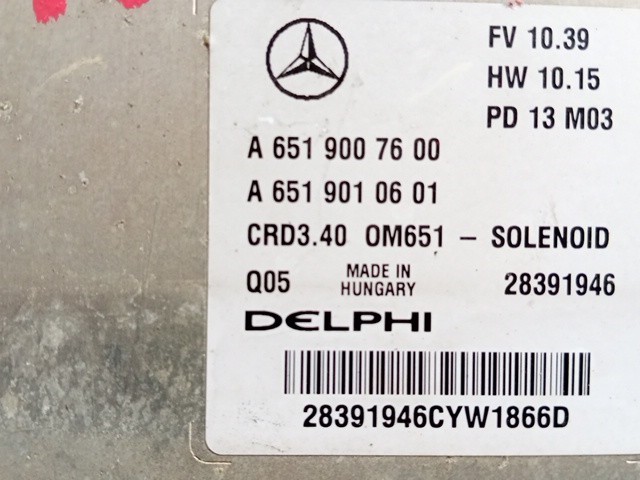 FV 10.39
HW 10.15
PD 13 M03
A 651 900 76 00
A 651 901 06 01
CRD3.40 OM651 – SOLENOID
Q05 MADE IN HUNGARY 28391946
DELPHI
28391946CYW1866D